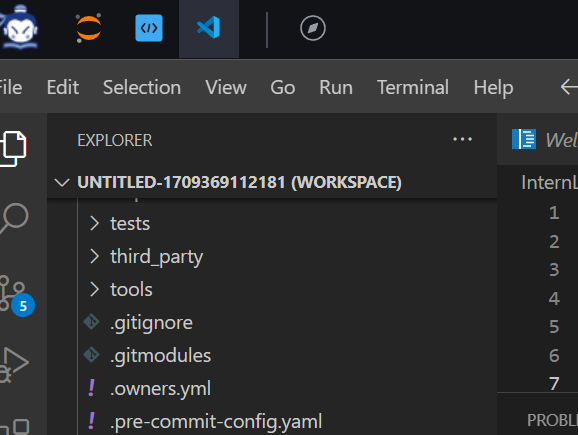 File Edit Selection View Go Run Terminal Help
EXPLORER
UNTITLED-1709369112181 (WORKSPACE)
tests
third_party
tools
.gitignore
.gitmodules
.owners.yml
.pre-commit-config.yaml
5
Wel
InternL
1
2
3
4
5
6
7
PROBL